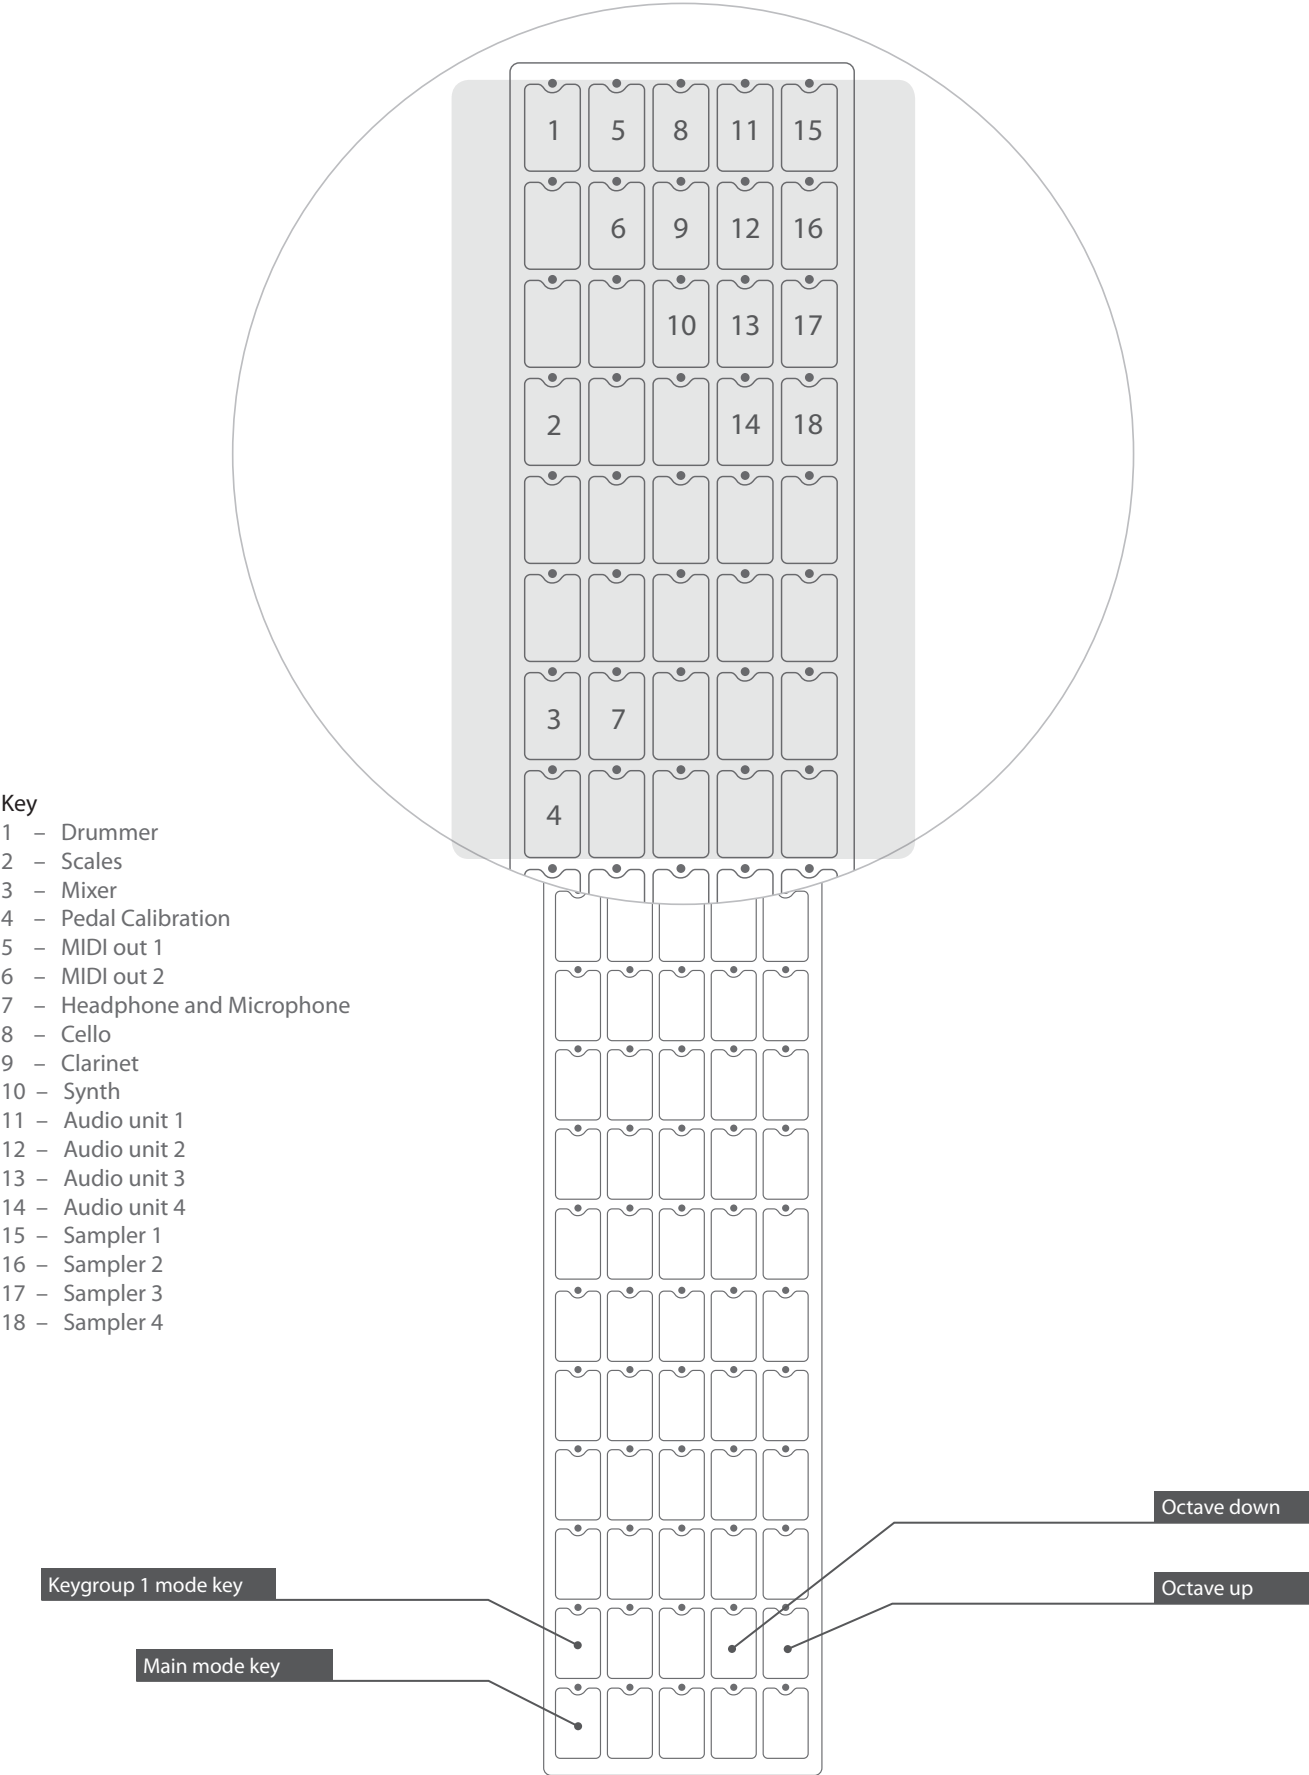 1 5 8 11 15
6 9 12 16
10 13 17
2 14 18
3 7
4
Key
1 – Drummer
2 – Scales
3 – Mixer
4 – Pedal Calibration
5 – MIDI out 1
6 – MIDI out 2
7 – Headphone and Microphone
8 – Cello
9 – Clarinet
10 – Synth
11 – Audio unit 1
12 – Audio unit 2
13 – Audio unit 3
14 – Audio unit 4
15 – Sampler 1
16 – Sampler 2
17 – Sampler 3
18 – Sampler 4
Octave down
Keygroup 1 mode key
Octave up
Main mode key